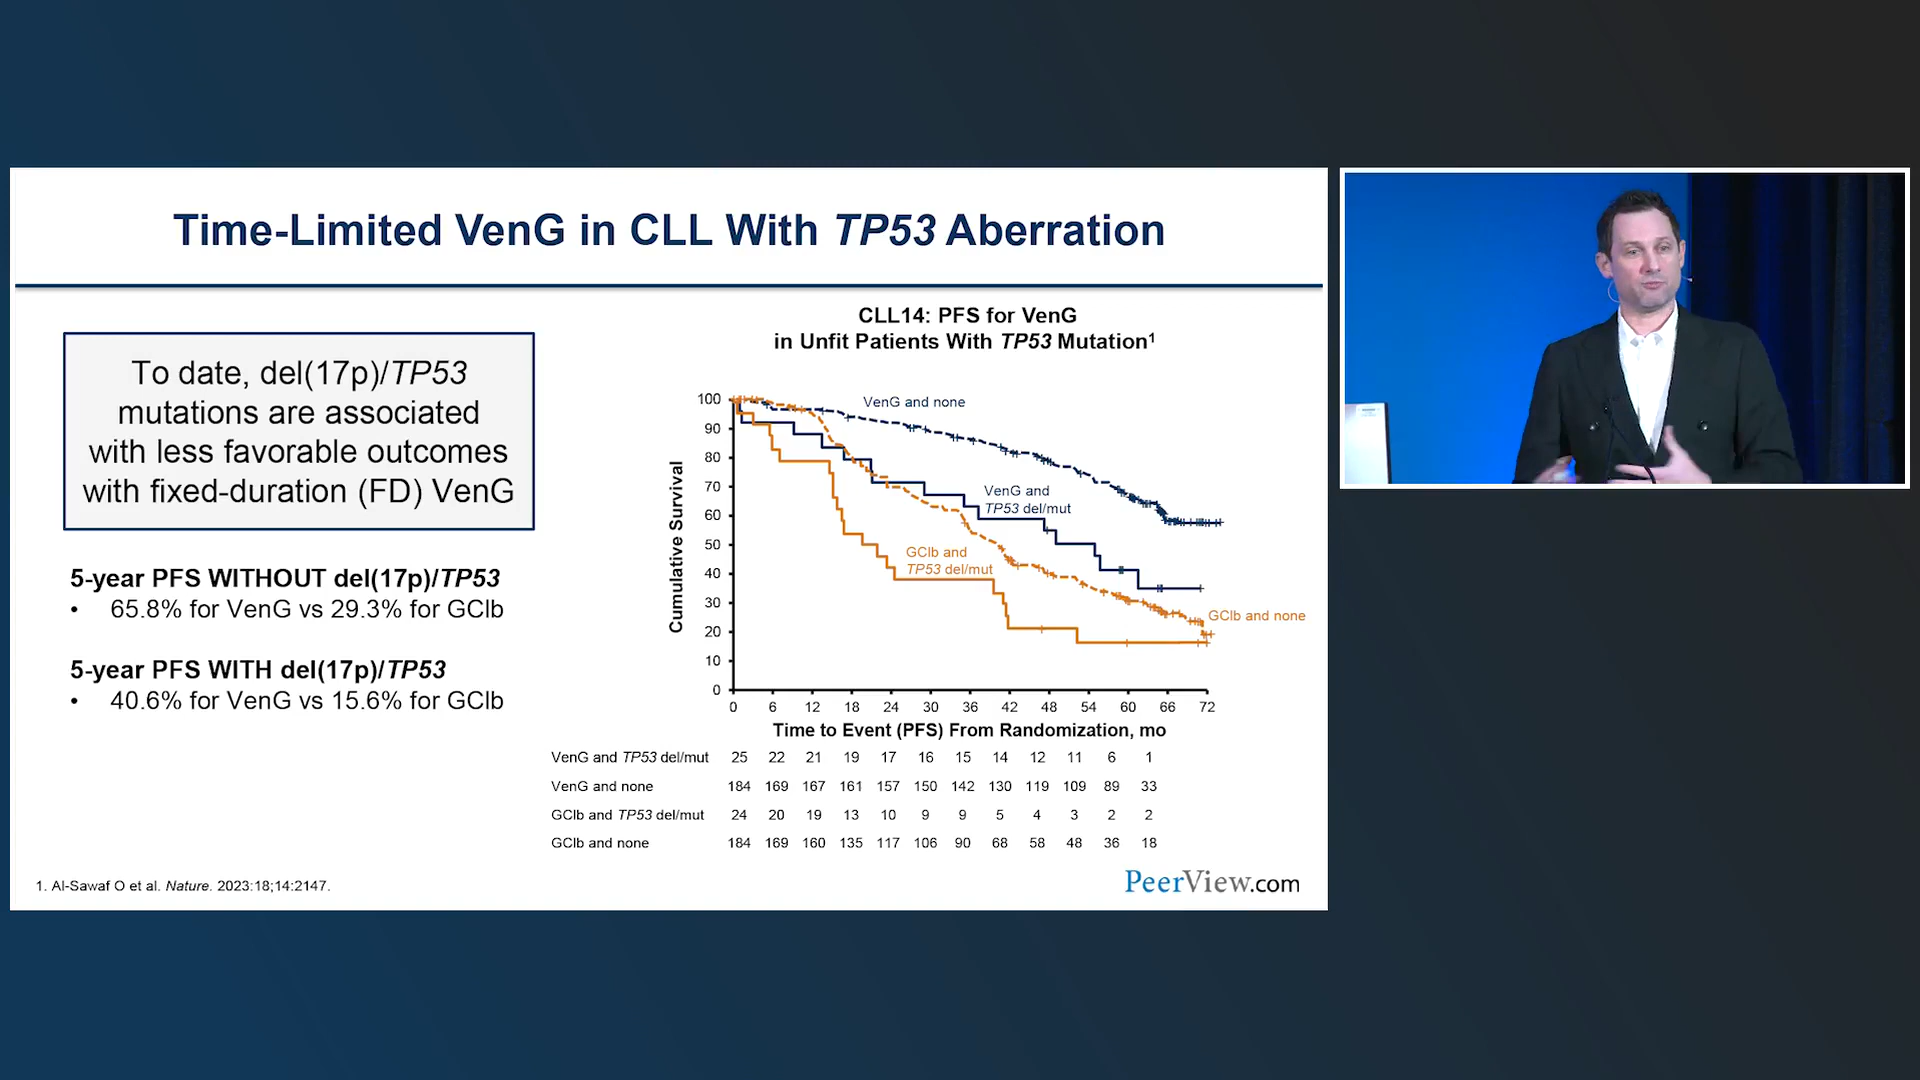 Time-Limited VenG in CLL With TP53 Aberration
To date, del(17p)/TP53
mutations are associated
with less favorable outcomes
with fixed-duration (FD) VenG
5-year PFS WITHOUT del(17p)/TP53
• 65.8% for VenG vs 29.3% for GClb
5-year PFS WITH del(17p)/TP53
• 40.6% for VenG vs 15.6% for GClb
CLL14: PFS for VenG
in Unfit Patients With TP53 Mutation¹
Cumulative Survival
100
90
80
70
60
50
40
30
20
10
0
VenG and none
VenG and
TP53 del/mut
GClb and
TP53 del/mut
GClb and none
0 6 12 18 24 30 36 42 48 54 60 66 72
Time to Event (PFS) From Randomization, mo
VenG and TP53 del/mut 25 22 21 19 17 16 15 14 12 11 6 1
VenG and none 184 169 167 161 157 150 142 130 119 109 89 33
GClb and TP53 del/mut 24 20 19 13 10 9 9 5 4 3 2 2
GClb and none 184 169 160 135 117 106 90 68 58 48 36 18
1. Al-Sawaf O et al. Nature. 2023:18;14:2147.
PeerView.com